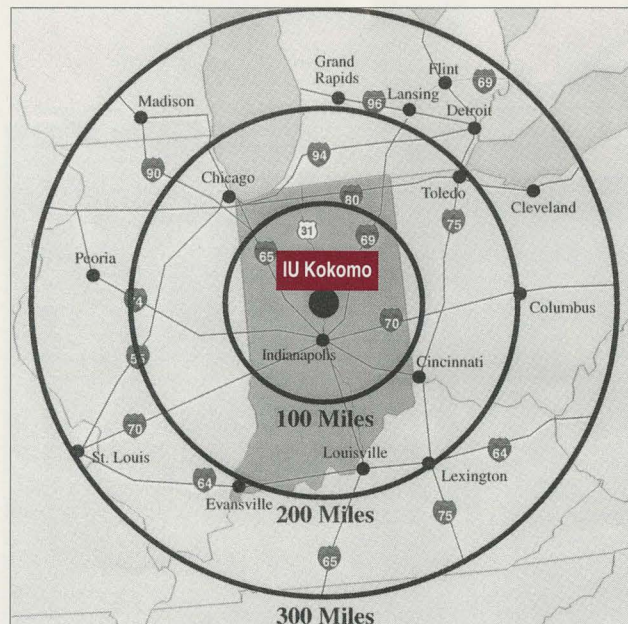 Grand
Rapids
Flint
69
96
Lansing
Madison
Detroit
94
90
Chicago
80
Toledo
Cleveland
31
69
75
65
IU Kokomo
Peoria
74
Columbus
70
Indianapolis
55
Cincinnati
100 Miles
70
Louisville
St. Louis
64
64
Lexington
Evansville
200 Miles
75
65
300 Miles